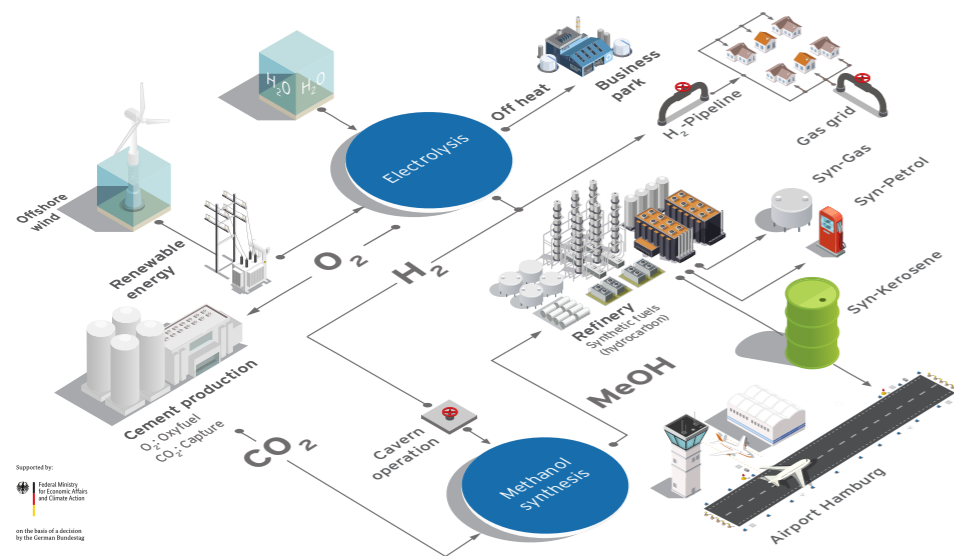 H₂O H₂O
Electrolysis
Off heat
Business
park
H₂-Pipeline
Gas grid
Syn-Gas
Syn-Petrol
Offshore
wind
Renewable
energy
O₂
H₂
Refinery
Synthetic fuels
(hydrocarbon)
Syn-Kerosene
Cement production
O₂: Oxyfuel
CO₂: Capture
CO₂
Cavern
operation
MeOH
Methanol
synthesis
Airport Hamburg
Supported by:
Federal Ministry
for Economic Affairs
and Climate Action
on the basis of a decision
by the German Bundestag